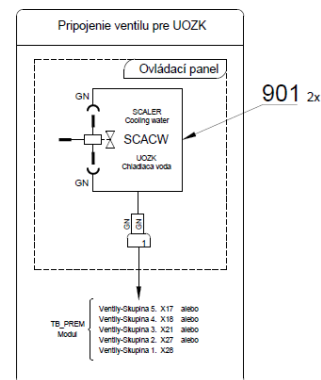 Pripojenie ventilu pre UOZK
Ovládací panel
901 2x
GN
SCALER
Cooling water
SCACW
UOZK
Chladiaca voda
GN
GN
GN
1
Ventily-Skupina 5. X17 alebo
Ventily-Skupina 4. X18 alebo
TB_PREM
Modul
Ventily-Skupina 3. X21 alebo
Ventily-Skupina 2. X27 alebo
Ventily-Skupina 1. X28